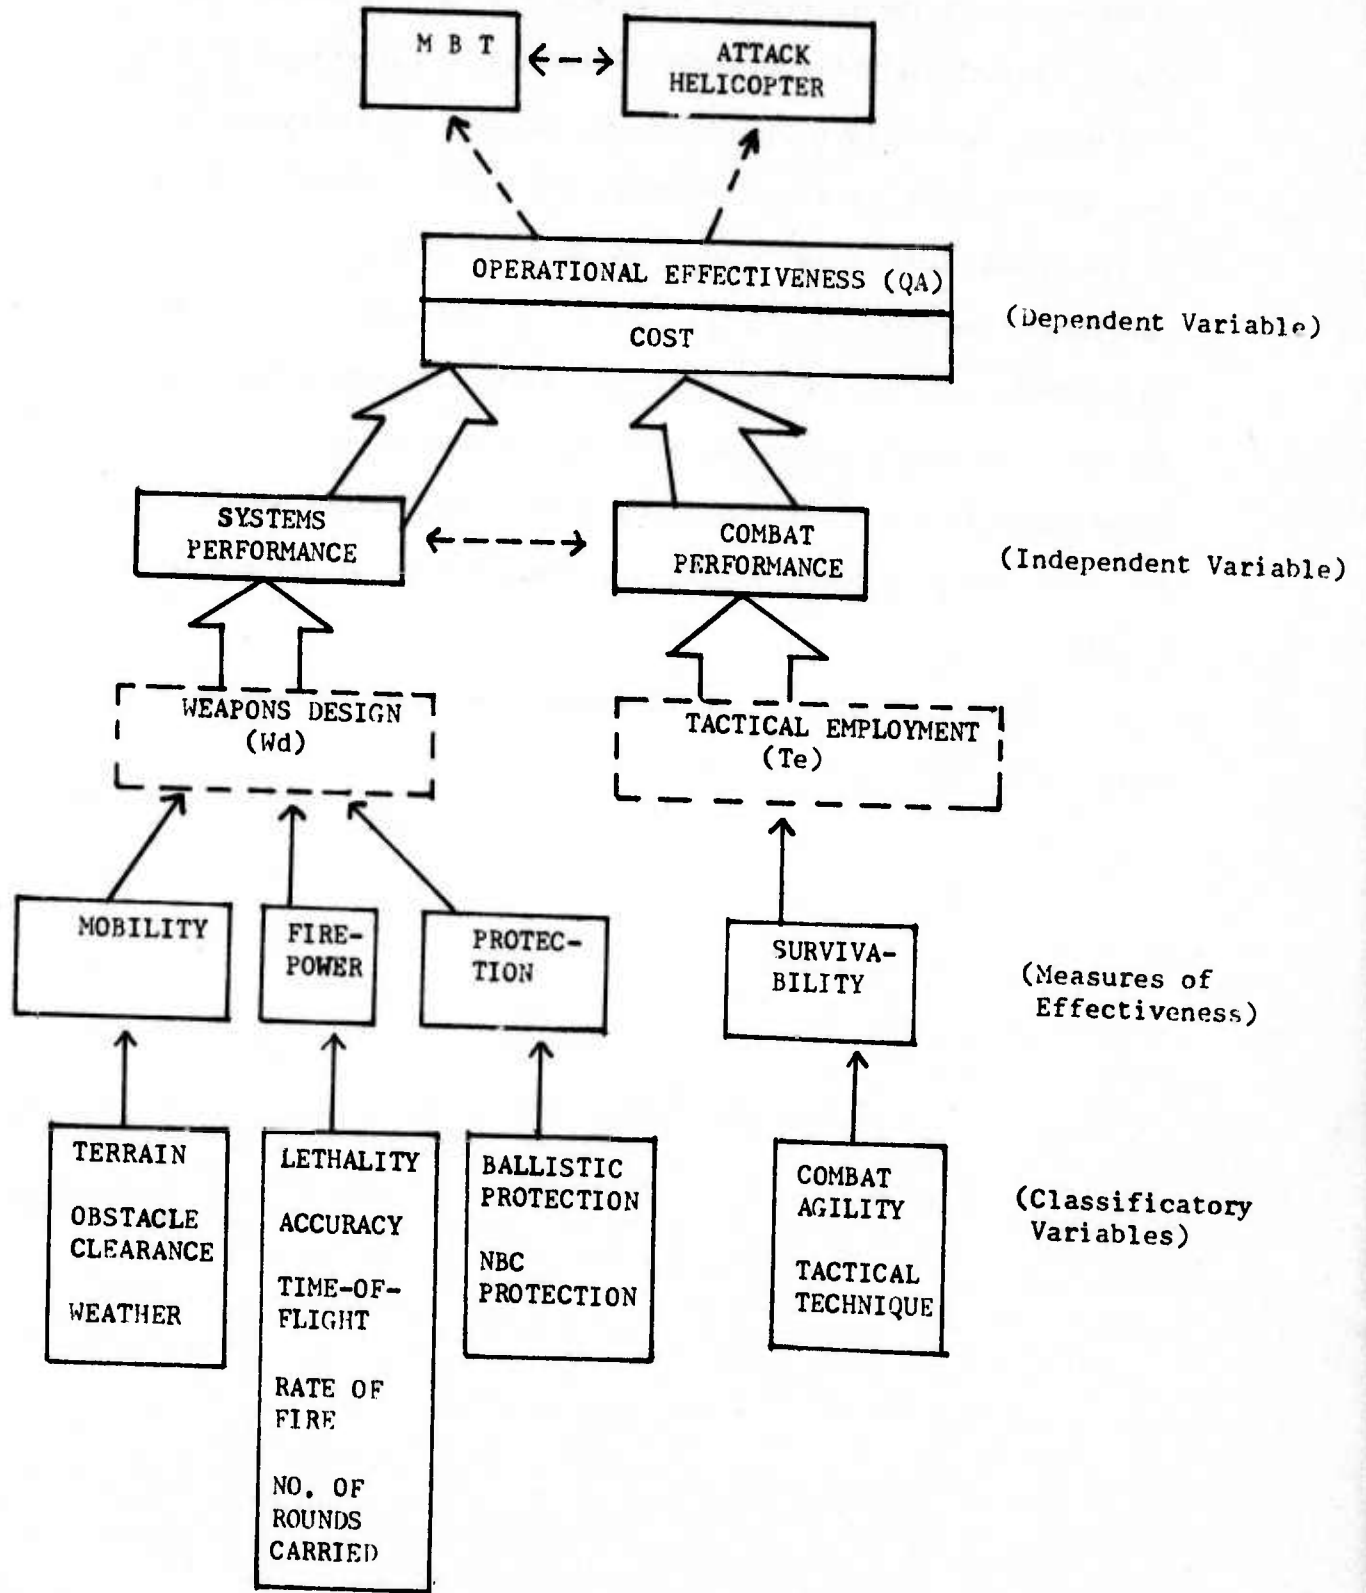 M B T
ATTACK
HELICOPTER
OPERATIONAL EFFECTIVENESS (QA)
COST
(Dependent Variable)
SYSTEMS
PERFORMANCE
COMBAT
PERFORMANCE
(Independent Variable)
WEAPONS DESIGN
(Wd)
TACTICAL EMPLOYMENT
(Te)
MOBILITY
FIRE-
POWER
PROTEC-
TION
SURVIVA-
BILITY
(Measures of
Effectiveness)
TERRAIN
OBSTACLE
CLEARANCE
WEATHER
LETHALITY
ACCURACY
TIME-OF-
FLIGHT
RATE OF
FIRE
NO. OF
ROUNDS
CARRIED
BALLISTIC
PROTECTION
NBC
PROTECTION
COMBAT
AGILITY
TACTICAL
TECHNIQUE
(Classificatory
Variables)